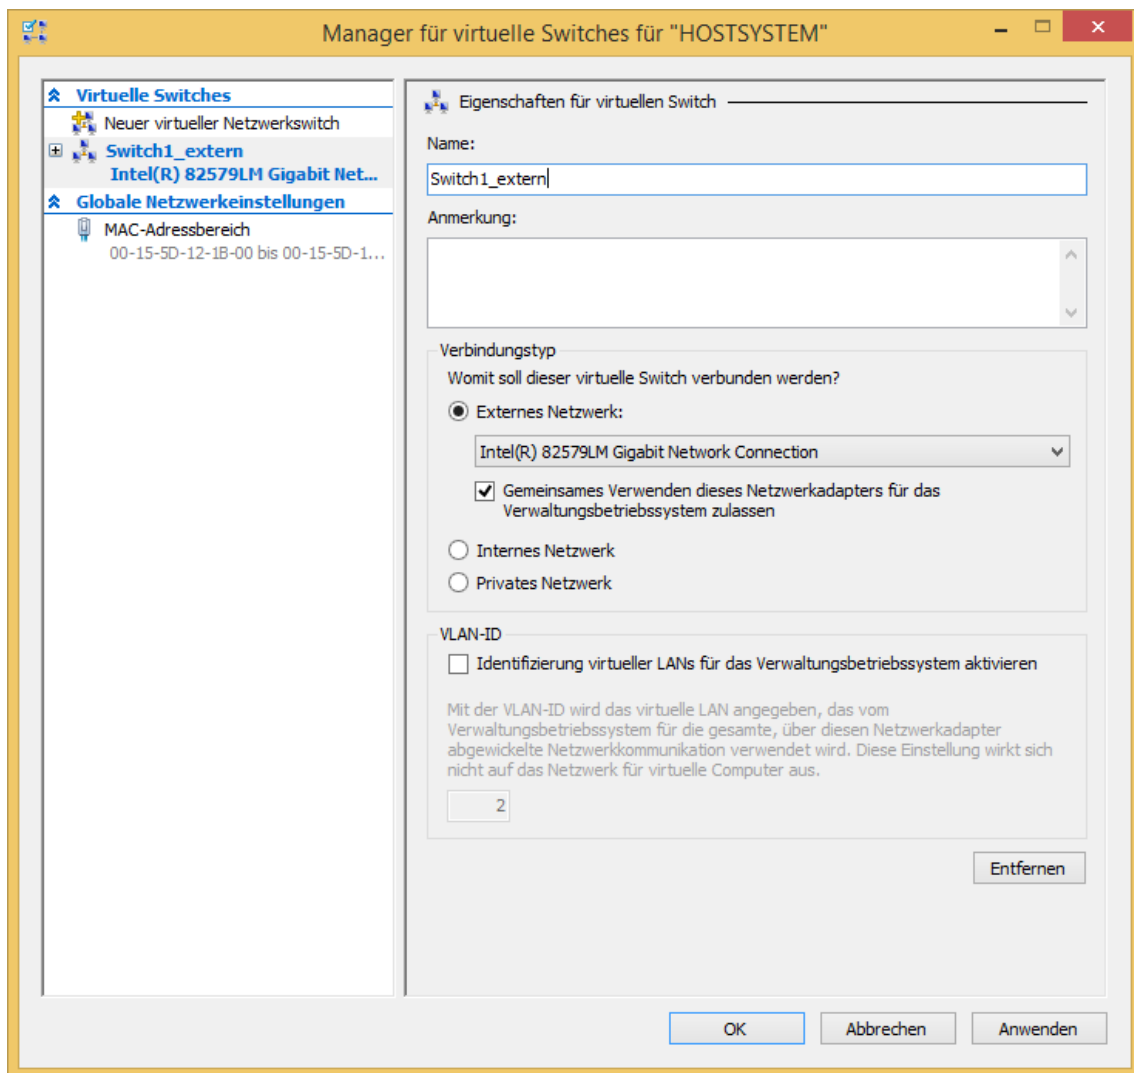 Manager für virtuelle Switches für "HOSTSYSTEM"
Virtuelle Switches
Neuer virtueller Netzwerkswitch
Switch1_extern
Intel(R) 82579LM Gigabit Net...
Globale Netzwerkeinstellungen
MAC-Adressbereich
00-15-5D-12-1B-00 bis 00-15-5D-1...
Eigenschaften für virtuellen Switch
Name:
Switch1_extern
Anmerkung:
Verbindungstyp
Womit soll dieser virtuelle Switch verbunden werden?
Externes Netzwerk:
Intel(R) 82579LM Gigabit Network Connection
Gemeinsames Verwenden dieses Netzwerkadapters für das
Verwaltungsbetriebssystem zulassen
Internes Netzwerk
Privates Netzwerk
VLAN-ID
Identifizierung virtueller LANs für das Verwaltungsbetriebssystem aktivieren
Mit der VLAN-ID wird das virtuelle LAN angegeben, das vom
Verwaltungsbetriebssystem für die gesamte, über diesen Netzwerkadapter
abgewickelte Netzwerkkommunikation verwendet wird. Diese Einstellung wirkt sich
nicht auf das Netzwerk für virtuelle Computer aus.
2
Entfernen
OK
Abbrechen
Anwenden